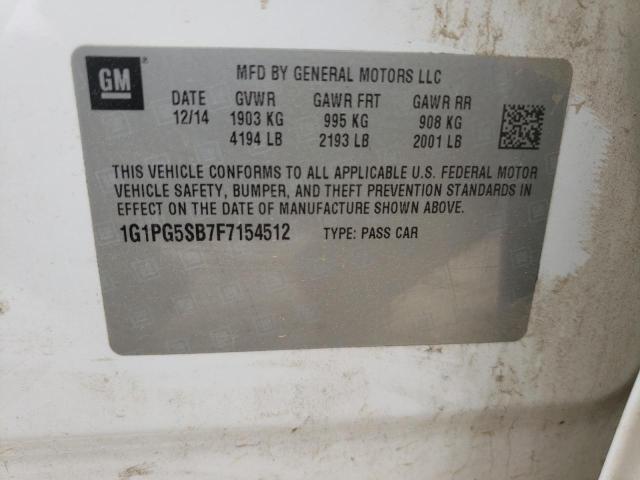 GM
MFD BY GENERAL MOTORS LLC
DATE GVWR GAWR FRT GAWR RR
12/14 1903 KG 995 KG 908 KG
4194 LB 2193 LB 2001 LB
THIS VEHICLE CONFORMS TO ALL APPLICABLE U.S. FEDERAL MOTOR
VEHICLE SAFETY, BUMPER, AND THEFT PREVENTION STANDARDS IN
EFFECT ON THE DATE OF MANUFACTURE SHOWN ABOVE.
1G1PG5SB7F7154512 TYPE: PASS CAR